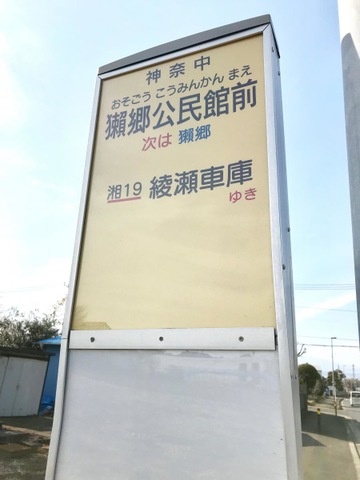 神奈中
おそごう こうみんかん まえ
獺郷公民館前
次は 獺郷
湘19 綾瀬車庫
ゆき